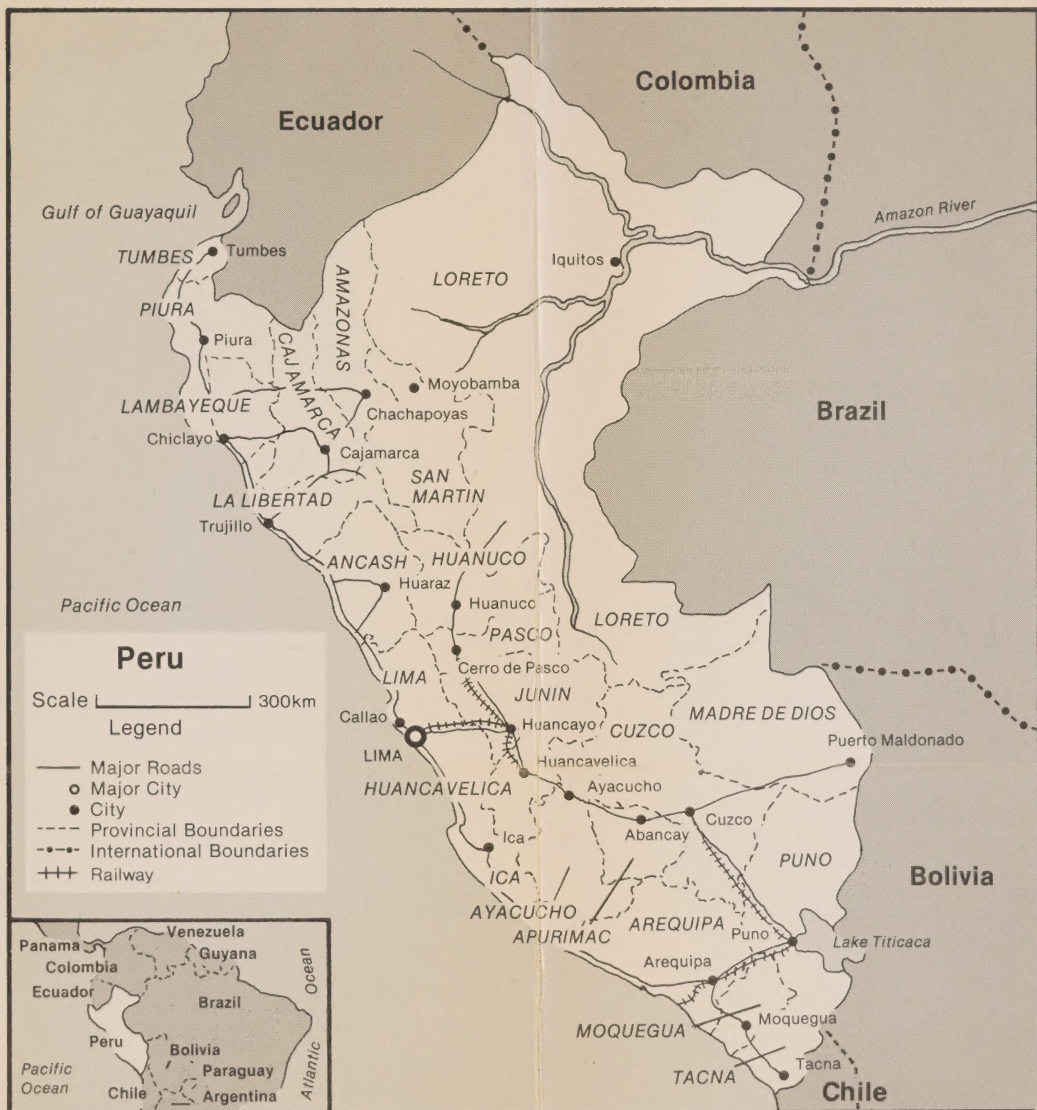 Colombia
Ecuador
Gulf of Guayaquil
Amazon River
TUMBES
Tumbes
Iquitos
LORETO
AMAZONAS
PIURA
Piura
CAJAMARCA
Moyobamba
LAMBAYEQUE
Chachapoyas
Brazil
Chiclayo
Cajamarca
SAN
MARTIN
LA LIBERTAD
Trujillo
ANCASH
HUANUCO
Huaraz
Huanuco
Pacific Ocean
LORETO
PASCO
Cerro de Pasco
LIMA
JUNIN
MADRE DE DIOS
Callao
Huancayo
CUZCO
Puerto Maldonado
LIMA
Huancavelica
HUANCAVELICA
Ayacucho
Cuzco
Abancay
Ica
PUNO
ICA
Bolivia
AYACUCHO
AREQUIPA
APURIMAC
Puno
Lake Titicaca
Arequipa
MOQUEGUA
Moquegua
Tacna
TACNA
Chile
Peru
Scale 300km
Legend
Major Roads
Major City
City
Provincial Boundaries
International Boundaries
Railway
Venezuela
Panama
Guyana
Colombia
Ecuador
Brazil
Ocean
Peru
Bolivia
Pacific
Ocean
Paraguay
Atlantic
Chile
Argentina